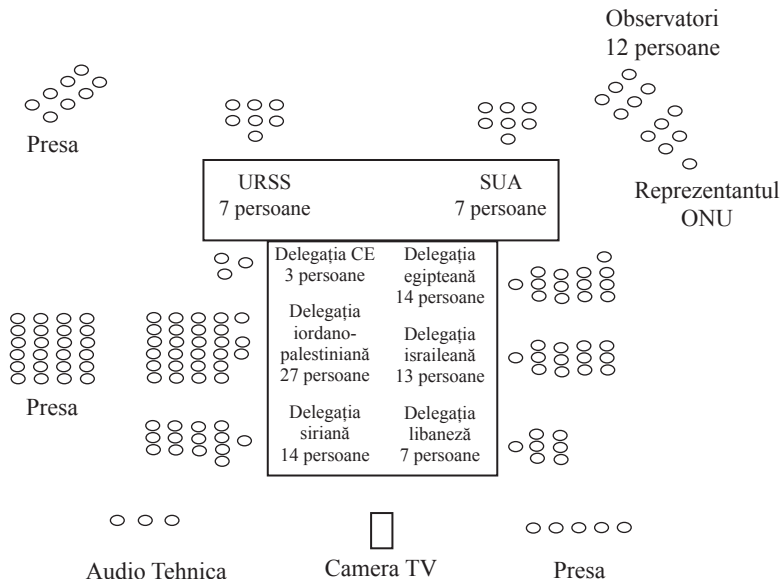 Observatori
12 persoane
Presa
URSS
7 persoane
SUA
7 persoane
Reprezentantul
ONU
Delegația CE
3 persoane
Delegația
egipteană
14 persoane
Delegația
iordano-
palestiniană
27 persoane
Delegația
israileană
13 persoane
Presa
Delegația
siriană
14 persoane
Delegația
libaneză
7 persoane
Audio Tehnica
Camera TV
Presa